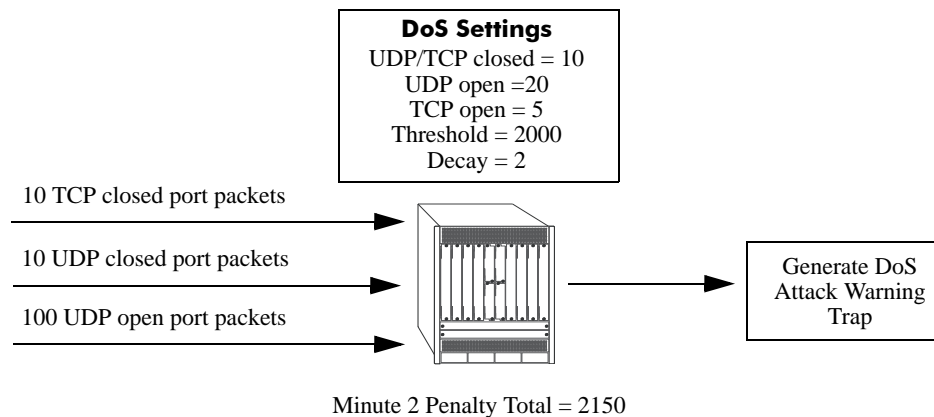 DoS Settings
UDP/TCP closed = 10
UDP open =20
TCP open = 5
Threshold = 2000
Decay = 2
10 TCP closed port packets
10 UDP closed port packets
100 UDP open port packets
Generate DoS
Attack Warning
Trap
Minute 2 Penalty Total = 2150